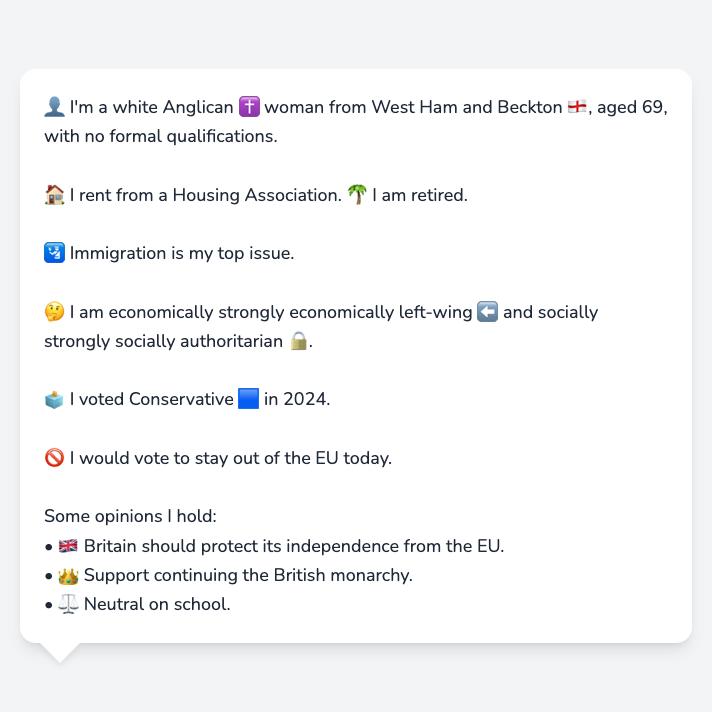 👤 I'm a white Anglican ✝️ woman from West Ham and Beckton 🏴󠁧󠁢󠁥󠁮󠁧󠁿, aged 69,
with no formal qualifications.
🏠 I rent from a Housing Association. 🌴 I am retired.
🛂 Immigration is my top issue.
🤔 I am economically strongly economically left-wing ⬅️ and socially
strongly socially authoritarian 🔒.
🗳️ I voted Conservative 🟦 in 2024.
🚫 I would vote to stay out of the EU today.
Some opinions I hold:
• 🇬🇧 Britain should protect its independence from the EU.
• 👑 Support continuing the British monarchy.
• ⚖️ Neutral on school.